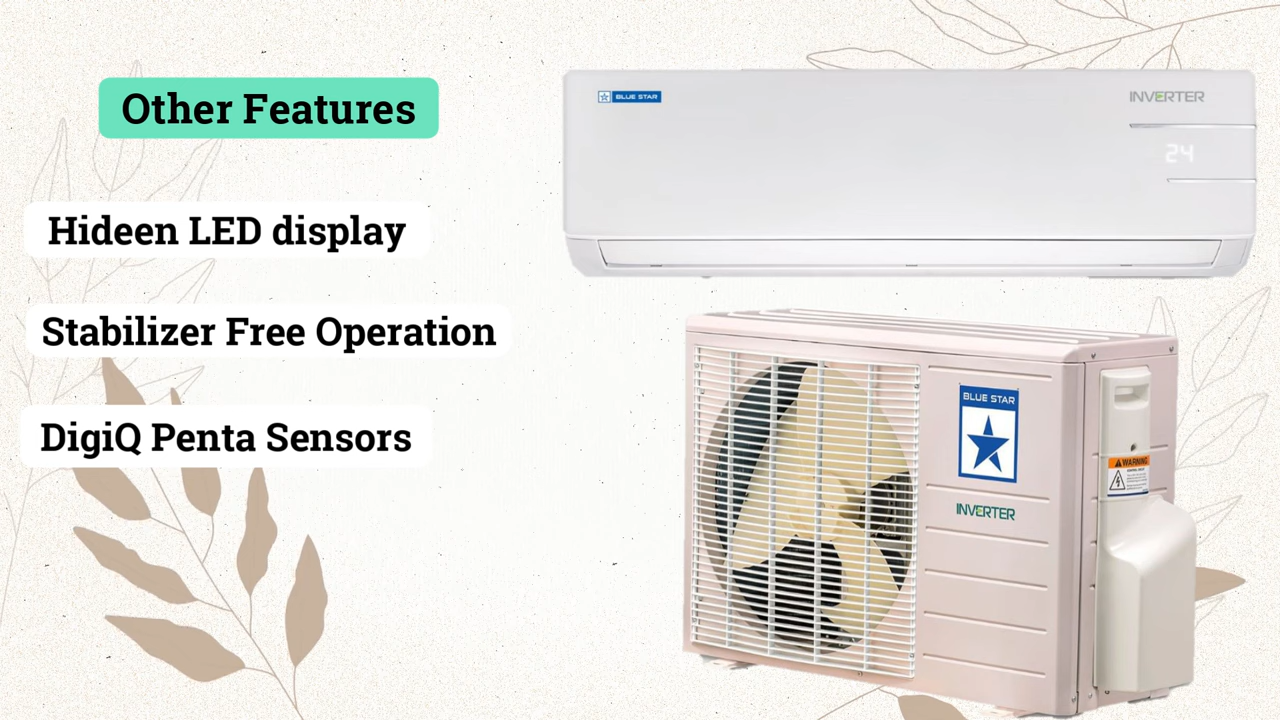 Other Features
Hideen LED display
Stabilizer Free Operation
DigiQ Penta Sensors
BLUE STAR
INVERTER
24
BLUE STAR
WARNING
INVERTER